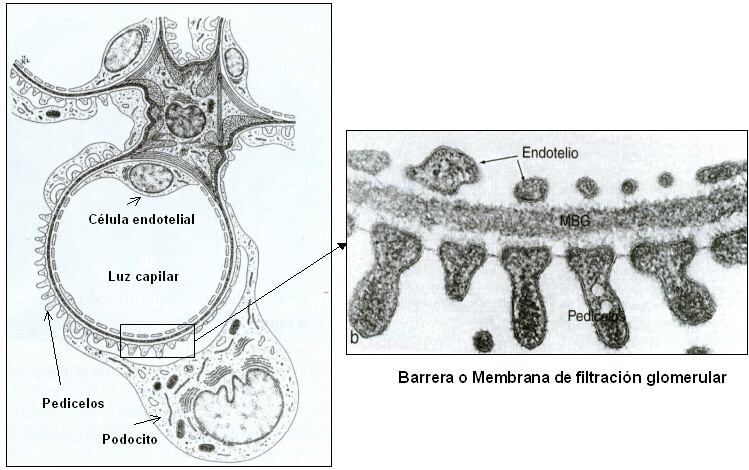 Célula endotelial
Luz capilar
Pedicelos
Podocito
Endotelio
MBG
Pedicelos
b
Barrera o Membrana de filtración glomerular